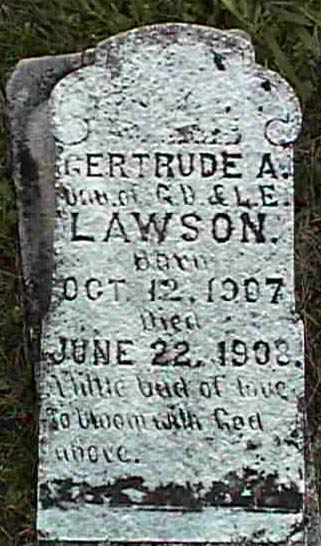 GERTRUDE A.
Dau. of G. D. & L. E.
LAWSON.
Born
OCT. 12, 1907
Died
JUNE 22, 1908.
A little bud of love,
To bloom with God
above.